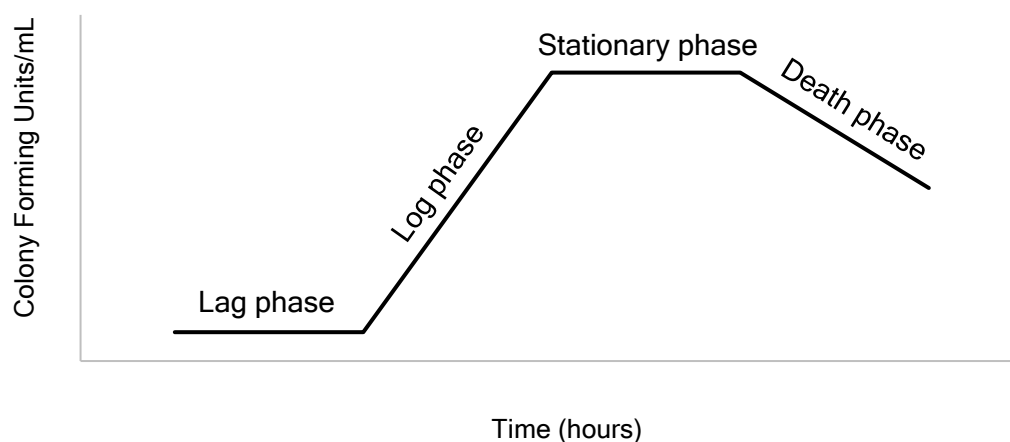 Colony Forming Units/mL
Lag phase
Log phase
Stationary phase
Death phase
Time (hours)